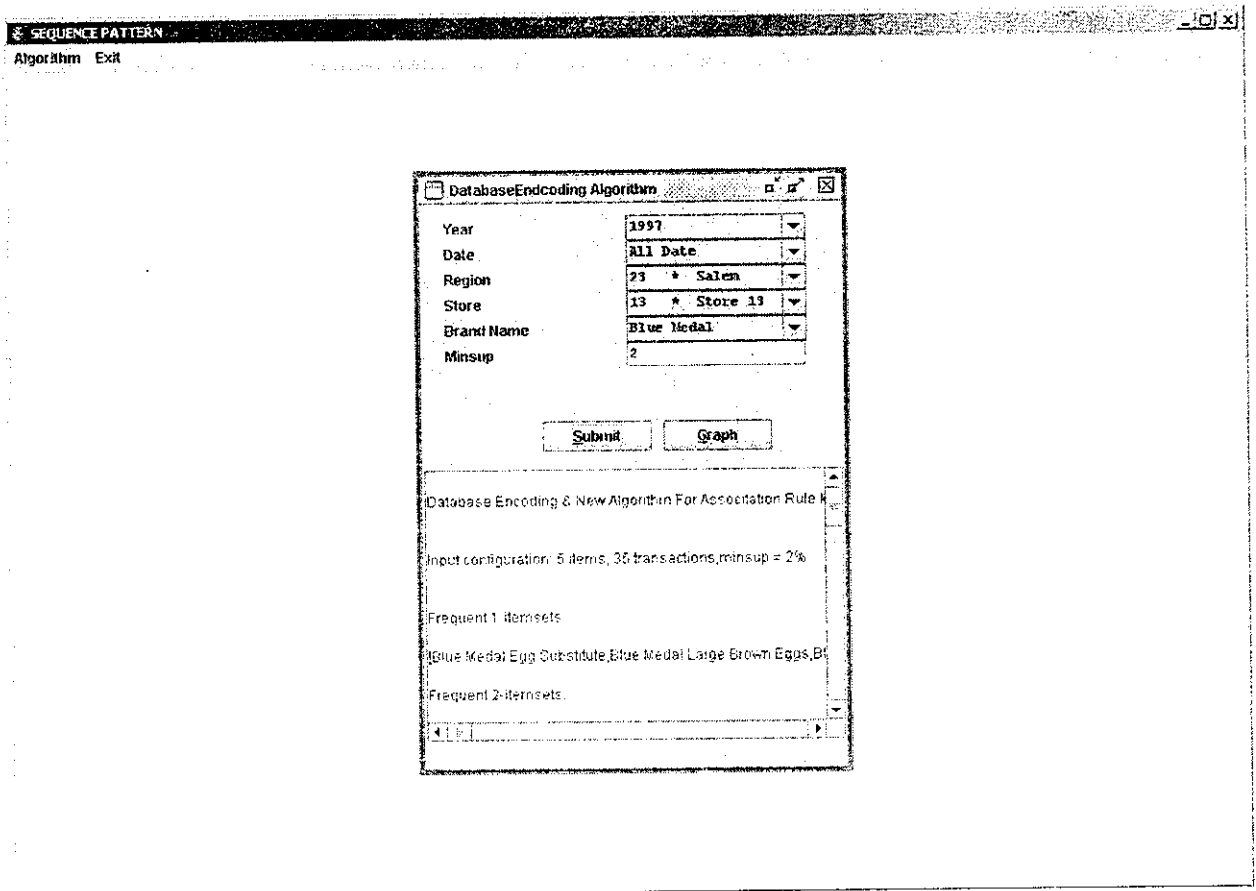 SEQUENCE PATTERN
Algorithm Exit
DatabaseEndcoding Algorithm
Year 1997
Date All Date
Region 23 * Salem
Store 13 * Store 13
Brand Name Blue Medal
Minsup 2
Submit Graph
Database Encoding & New Algorithm For Association Rule
Input configuration: 5 items, 35 transactions,minsup = 2%
Frequent 1-itemsets
Blue Medal Egg Substitute,Blue Medal Large Brown Eggs,Bl
Frequent 2-itemsets.